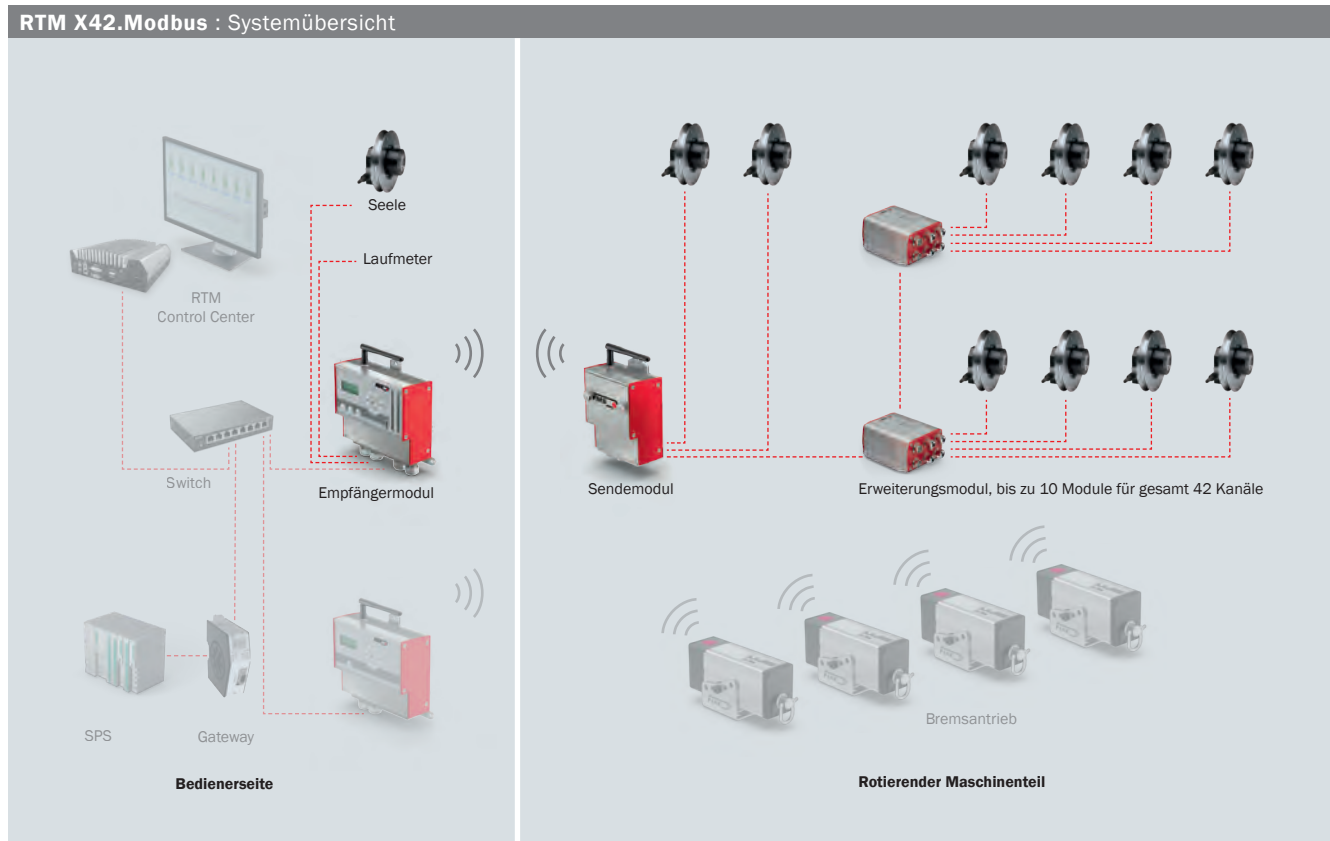 RTM X42.Modbus : Systemübersicht
Seele
Laufmeter
RTM
Control Center
Switch
Empfängermodul
Sendemodul
Erweiterungsmodul, bis zu 10 Module für gesamt 42 Kanäle
SPS
Gateway
Bremsantrieb
Bedienerseite
Rotierender Maschinenteil